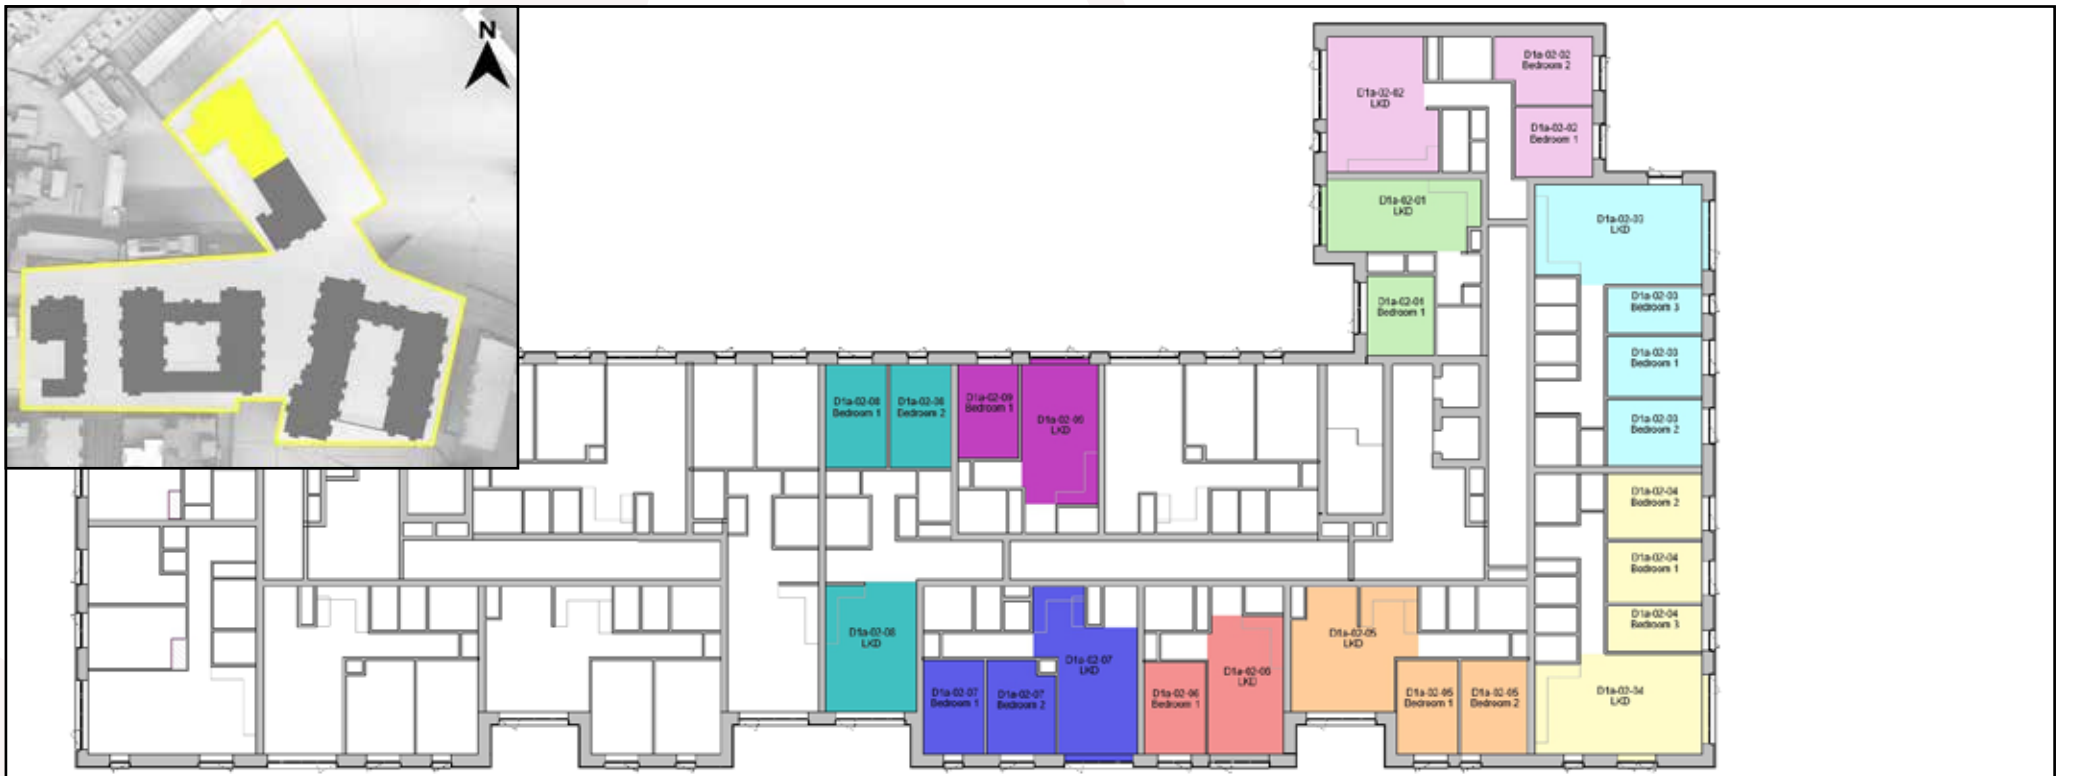 N
D1a-02-02
Bedroom 2
D1a-02-02
LKD
D1a-02-02
Bedroom 1
D1a-02-01
LKD
D1a-02-03
LKD
D1a-02-01
Bedroom 1
D1a-02-03
Bedroom 3
D1a-02-03
Bedroom 1
D1a-02-03
Bedroom 2
D1a-02-08
Bedroom 1
D1a-02-08
Bedroom 2
D1a-02-09
Bedroom 1
D1a-02-09
LKD
D1a-02-04
Bedroom 2
D1a-02-04
Bedroom 1
D1a-02-04
Bedroom 3
D1a-02-08
LKD
D1a-02-07
LKD
D1a-02-07
Bedroom 1
D1a-02-07
Bedroom 2
D1a-02-06
Bedroom 1
D1a-02-06
LKD
D1a-02-05
LKD
D1a-02-05
Bedroom 1
D1a-02-05
Bedroom 2
D1a-02-04
LKD